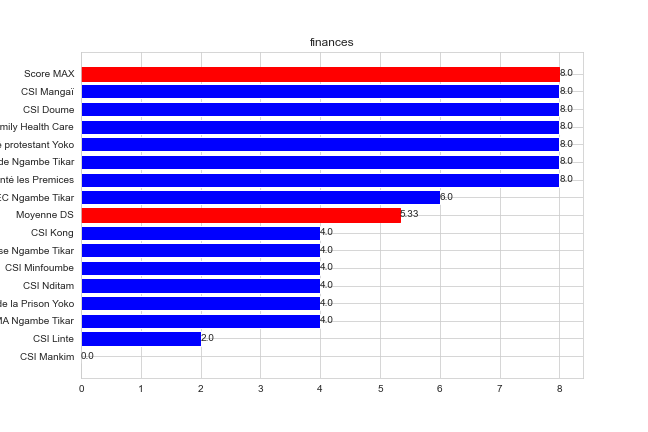 finances
Score MAX 8.0
CSI Mangaï 8.0
CSI Doume 8.0
mily Health Care 8.0
protestant Yoko 8.0
de Ngambe Tikar 8.0
nté les Premices 8.0
EC Ngambe Tikar 6.0
Moyenne DS 5.33
CSI Kong 4.0
se Ngambe Tikar 4.0
CSI Minfoumbe 4.0
CSI Nditam 4.0
de la Prison Yoko 4.0
MA Ngambe Tikar 4.0
CSI Linte 2.0
CSI Mankim 0.0
0 1 2 3 4 5 6 7 8